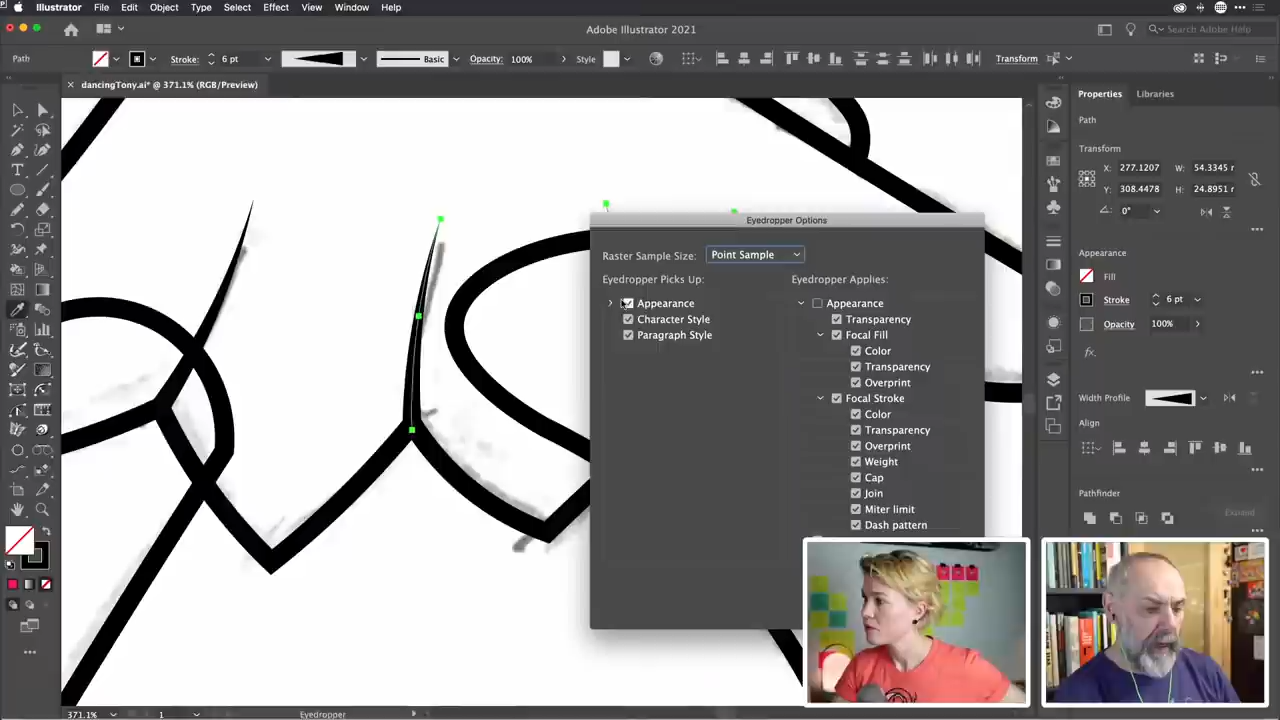 Illustrator File Edit Object Type Select Effect View Window Help
Adobe Illustrator 2021
Search Adobe Help
Path Stroke: 6 pt Basic Opacity: 100% Style Transform
dancingTony.ai* @ 371.1% (RGB/Preview)
Properties Libraries
Path
Transform
X: 277.1207 W: 54.3345 r
Y: 308.4478 H: 24.8951 r
0°
Appearance
Fill
Stroke 6 pt
Opacity 100%
fx.
Width Profile
Align
Pathfinder
Expand
Eyedropper Options
Raster Sample Size: Point Sample
Eyedropper Picks Up: Eyedropper Applies:
Appearance Appearance
Character Style Transparency
Paragraph Style Focal Fill
Color
Transparency
Overprint
Focal Stroke
Color
Transparency
Overprint
Weight
Cap
Join
Miter limit
Dash pattern
371.1% 1 Eyedropper